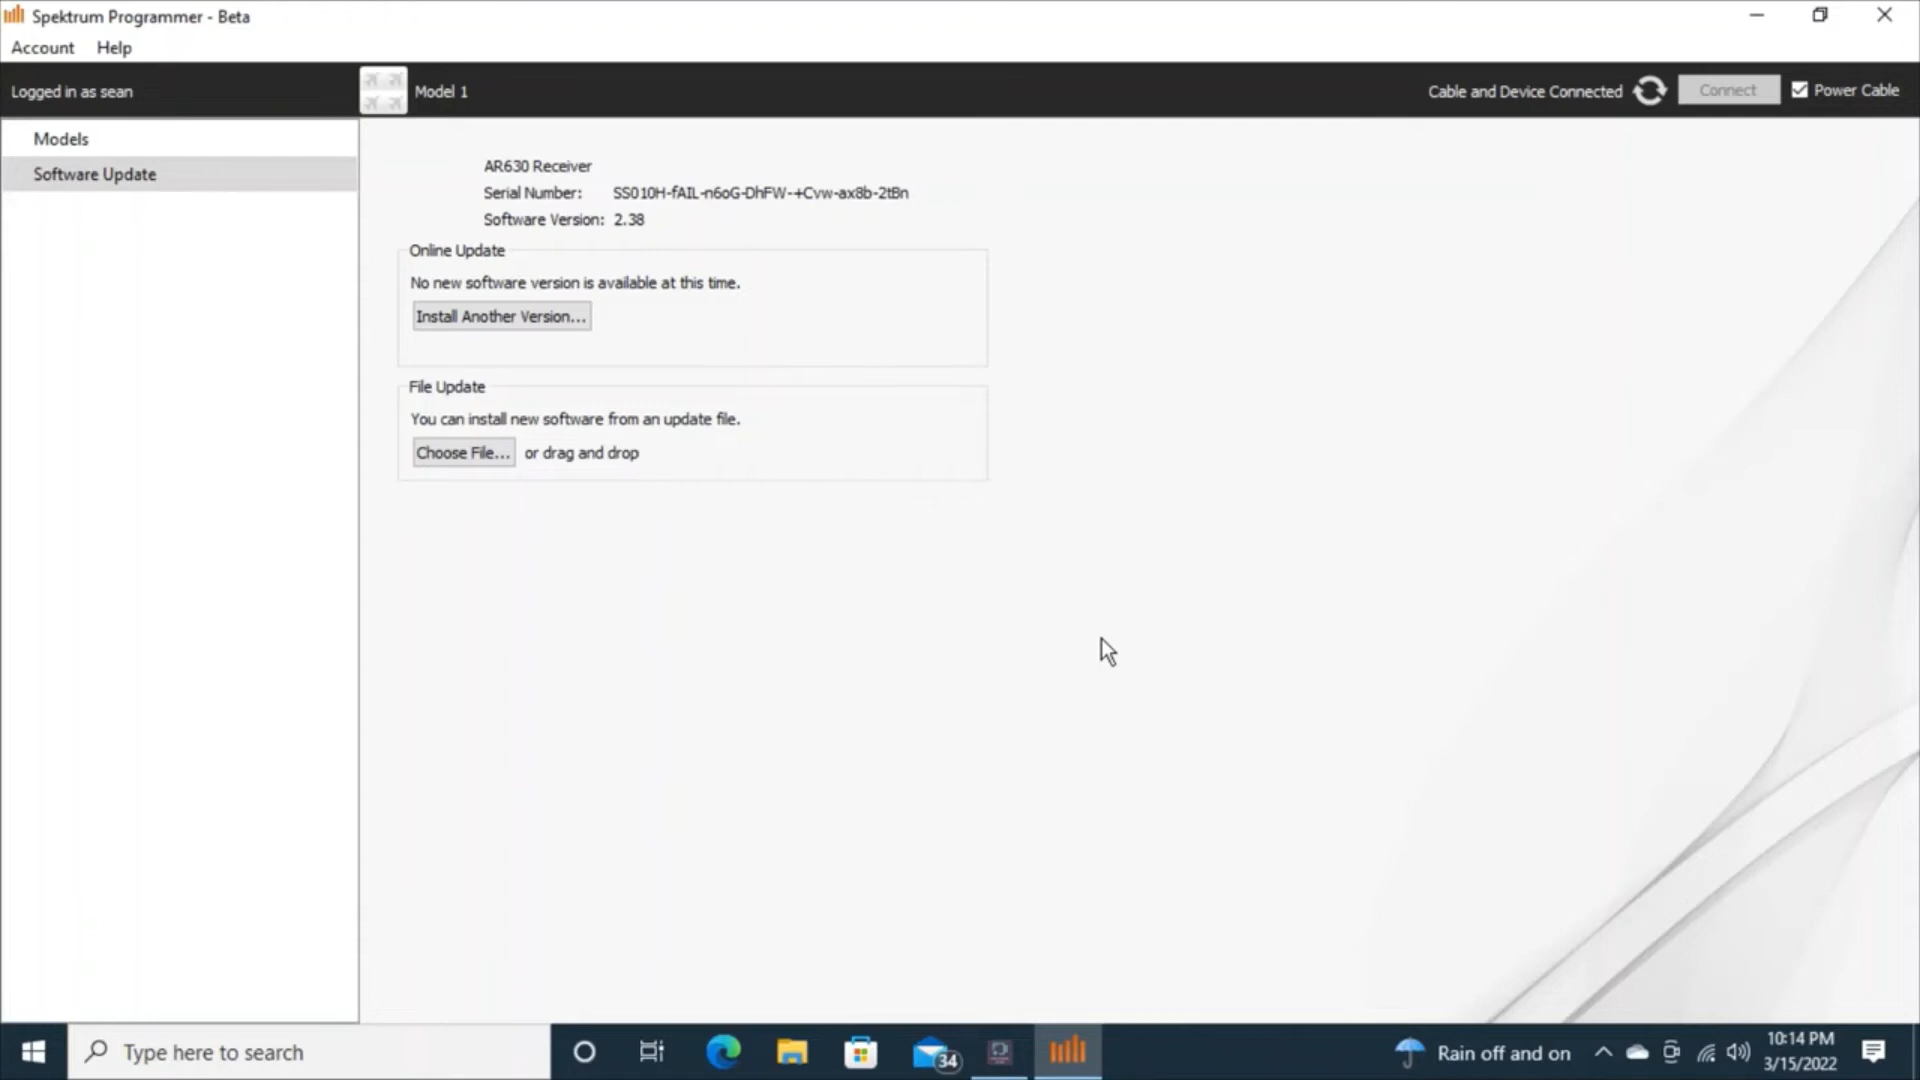 Spektrum Programmer - Beta
Account Help
Logged in as sean
Model 1
Cable and Device Connected
Connect
Power Cable
Models
Software Update
AR630 Receiver
Serial Number: SS010H-fAIL-n6oG-DhFW-+Cvw-ax8b-2tBn
Software Version: 2.38
Online Update
No new software version is available at this time.
Install Another Version...
File Update
You can install new software from an update file.
Choose File... or drag and drop
Type here to search
34
Rain off and on
10:14 PM
3/15/2022